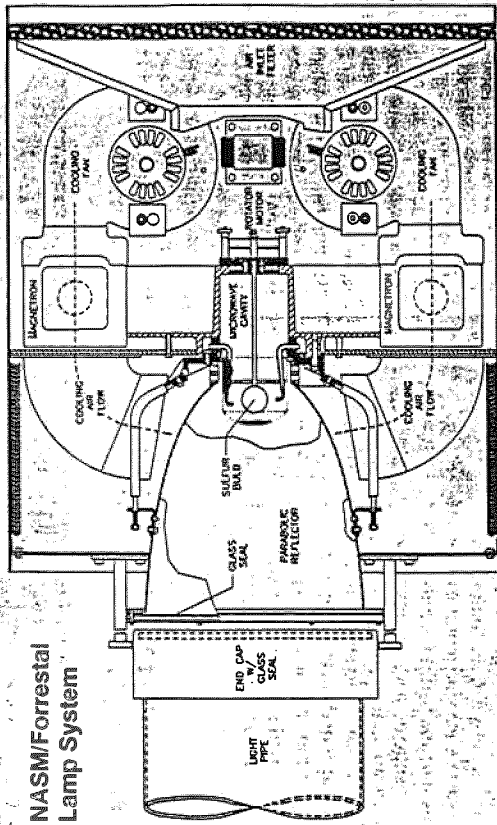 NASM/Forrestal
Lamp System
LIGHT
PIPE
END CAP
W/
GLASS
SEAL
GLASS
SEAL
PARABOLIC
REFLECTOR
SULFUR
BULB
COOLING
AIR
FLOW
COOLING
AIR
FLOW
MICROWAVE
CAVITY
MAGNETRON
MAGNETRON
ROTATOR
MOTOR
COOLING
FAN
COOLING
FAN
AIR
INLET
FILTER